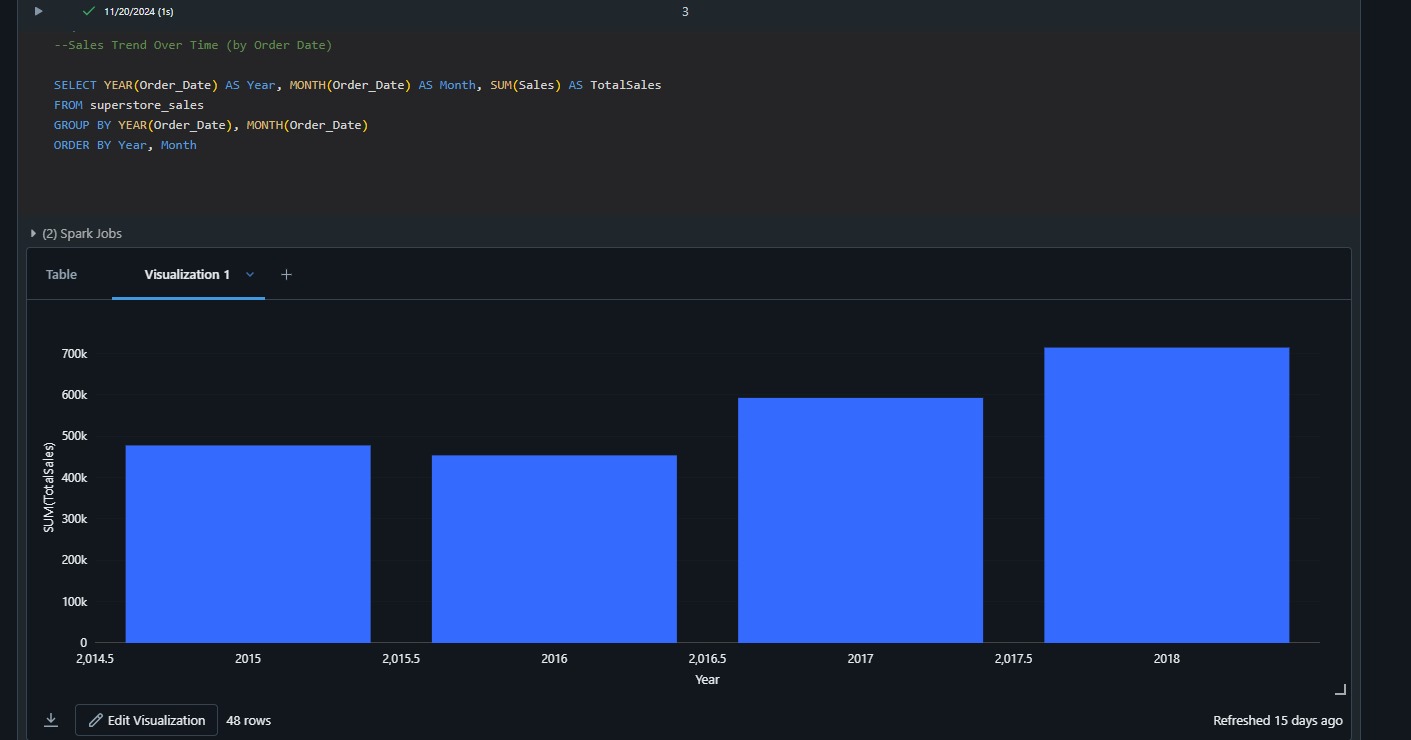 11/20/2024 (1s)
3
--Sales Trend Over Time (by Order Date)
SELECT YEAR(Order_Date) AS Year, MONTH(Order_Date) AS Month, SUM(Sales) AS TotalSales
FROM superstore_sales
GROUP BY YEAR(Order_Date), MONTH(Order_Date)
ORDER BY Year, Month
(2) Spark Jobs
Table
Visualization 1
700k
600k
500k
400k
300k
200k
100k
0
SUM(TotalSales)
2,014.5
2015
2,015.5
2016
2,016.5
2017
2,017.5
2018
Year
Edit Visualization
48 rows
Refreshed 15 days ago